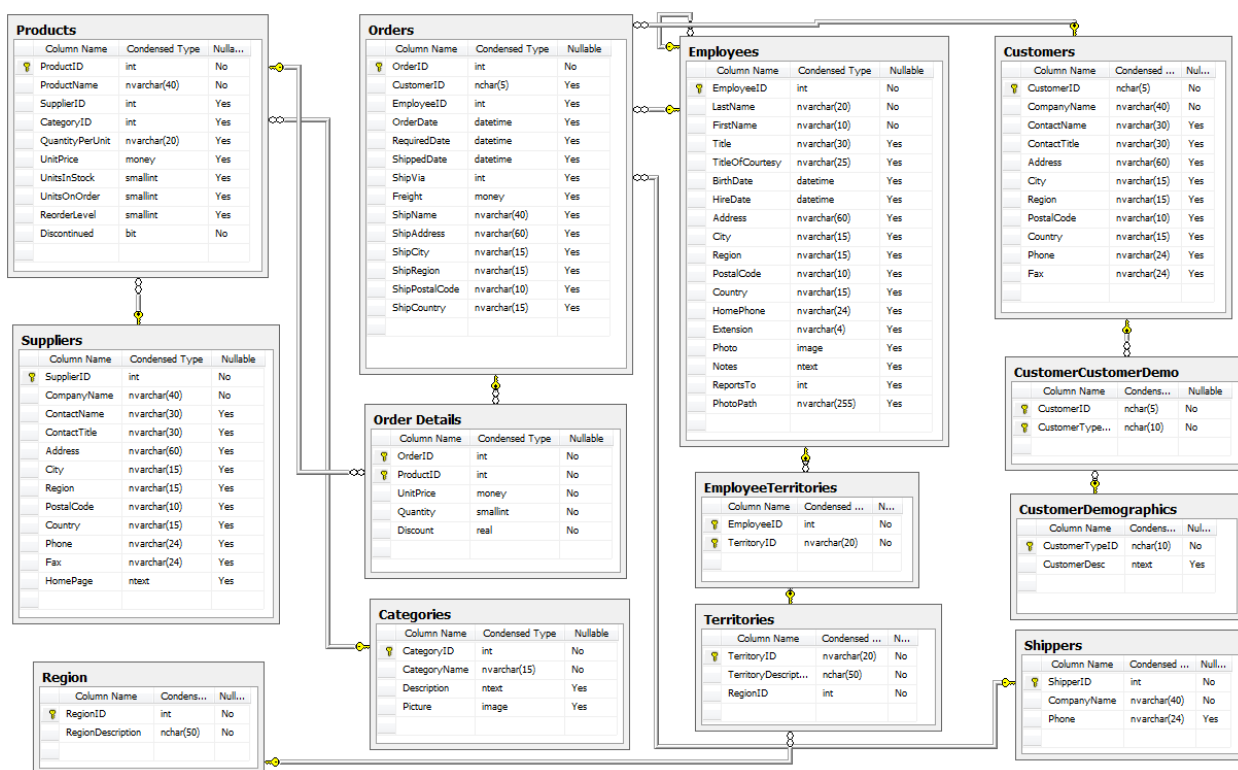 Products
Column Name Condensed Type Nulla...
ProductID int No
ProductName nvarchar(40) No
SupplierID int Yes
CategoryID int Yes
QuantityPerUnit nvarchar(20) Yes
UnitPrice money Yes
UnitsInStock smallint Yes
UnitsOnOrder smallint Yes
ReorderLevel smallint Yes
Discontinued bit No
Orders
Column Name Condensed Type Nullable
OrderID int No
CustomerID nchar(5) Yes
EmployeeID int Yes
OrderDate datetime Yes
RequiredDate datetime Yes
ShippedDate datetime Yes
ShipVia int Yes
Freight money Yes
ShipName nvarchar(40) Yes
ShipAddress nvarchar(60) Yes
ShipCity nvarchar(15) Yes
ShipRegion nvarchar(15) Yes
ShipPostalCode nvarchar(10) Yes
ShipCountry nvarchar(15) Yes
Employees
Column Name Condensed Type Nullable
EmployeeID int No
LastName nvarchar(20) No
FirstName nvarchar(10) No
Title nvarchar(30) Yes
TitleOfCourtesy nvarchar(25) Yes
BirthDate datetime Yes
HireDate datetime Yes
Address nvarchar(60) Yes
City nvarchar(15) Yes
Region nvarchar(15) Yes
PostalCode nvarchar(10) Yes
Country nvarchar(15) Yes
HomePhone nvarchar(24) Yes
Extension nvarchar(4) Yes
Photo image Yes
Notes ntext Yes
ReportsTo int Yes
PhotoPath nvarchar(255) Yes
Customers
Column Name Condensed ... Nul...
CustomerID nchar(5) No
CompanyName nvarchar(40) No
ContactName nvarchar(30) Yes
ContactTitle nvarchar(30) Yes
Address nvarchar(60) Yes
City nvarchar(15) Yes
Region nvarchar(15) Yes
PostalCode nvarchar(10) Yes
Country nvarchar(15) Yes
Phone nvarchar(24) Yes
Fax nvarchar(24) Yes
Suppliers
Column Name Condensed Type Nullable
SupplierID int No
CompanyName nvarchar(40) No
ContactName nvarchar(30) Yes
ContactTitle nvarchar(30) Yes
Address nvarchar(60) Yes
City nvarchar(15) Yes
Region nvarchar(15) Yes
PostalCode nvarchar(10) Yes
Country nvarchar(15) Yes
Phone nvarchar(24) Yes
Fax nvarchar(24) Yes
HomePage ntext Yes
Order Details
Column Name Condensed Type Nullable
OrderID int No
ProductID int No
UnitPrice money No
Quantity smallint No
Discount real No
CustomerCustomerDemo
Column Name Condens... Nullable
CustomerID nchar(5) No
CustomerType... nchar(10) No
EmployeeTerritories
Column Name Condensed ... N...
EmployeeID int No
TerritoryID nvarchar(20) No
CustomerDemographics
Column Name Condens... Nul...
CustomerTypeID nchar(10) No
CustomerDesc ntext Yes
Categories
Column Name Condensed Type Nullable
CategoryID int No
CategoryName nvarchar(15) No
Description ntext Yes
Picture image Yes
Territories
Column Name Condensed ... N...
TerritoryID nvarchar(20) No
TerritoryDescript... nchar(50) No
RegionID int No
Shippers
Column Name Condensed ... Null...
ShipperID int No
CompanyName nvarchar(40) No
Phone nvarchar(24) Yes
Region
Column Name Condens... Null...
RegionID int No
RegionDescription nchar(50) No